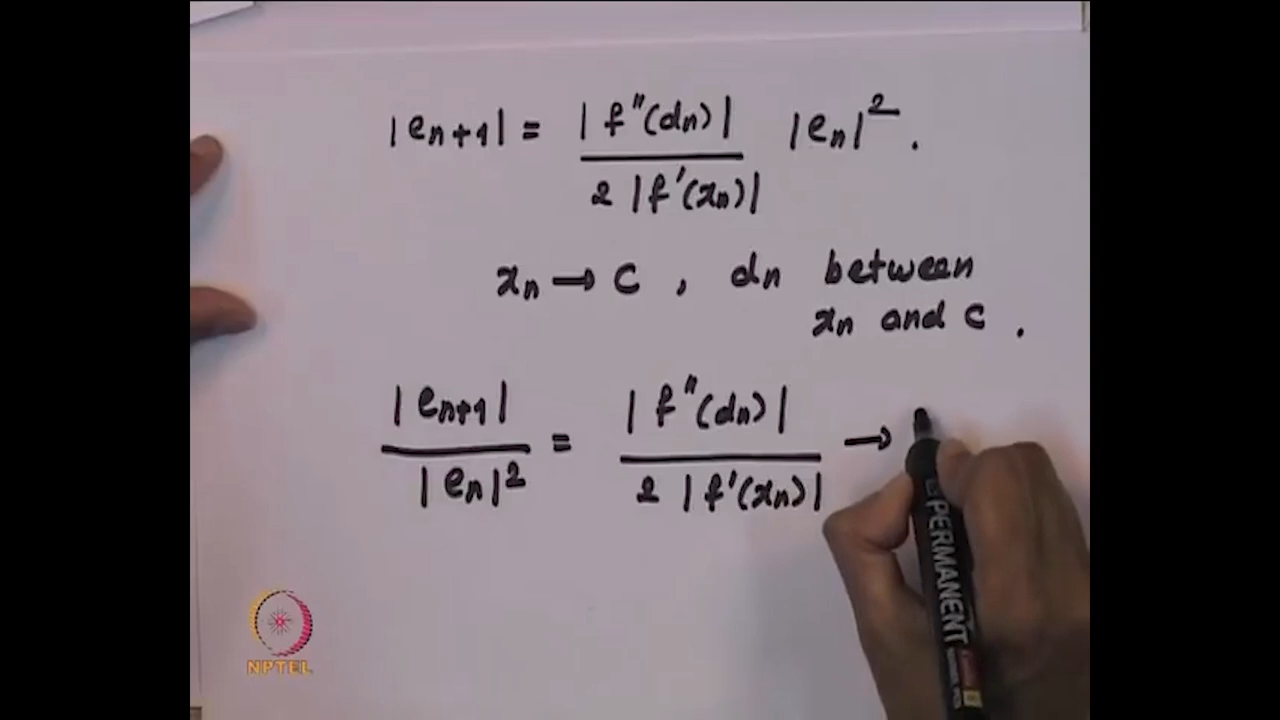 |en+1| = |f"(dn)| / 2|f'(xn)| |en|².
xn → c, dn between
xn and c.
|en+1| / |en|² = |f"(dn)| / 2|f'(xn)| →
PERMANENT
NPTEL